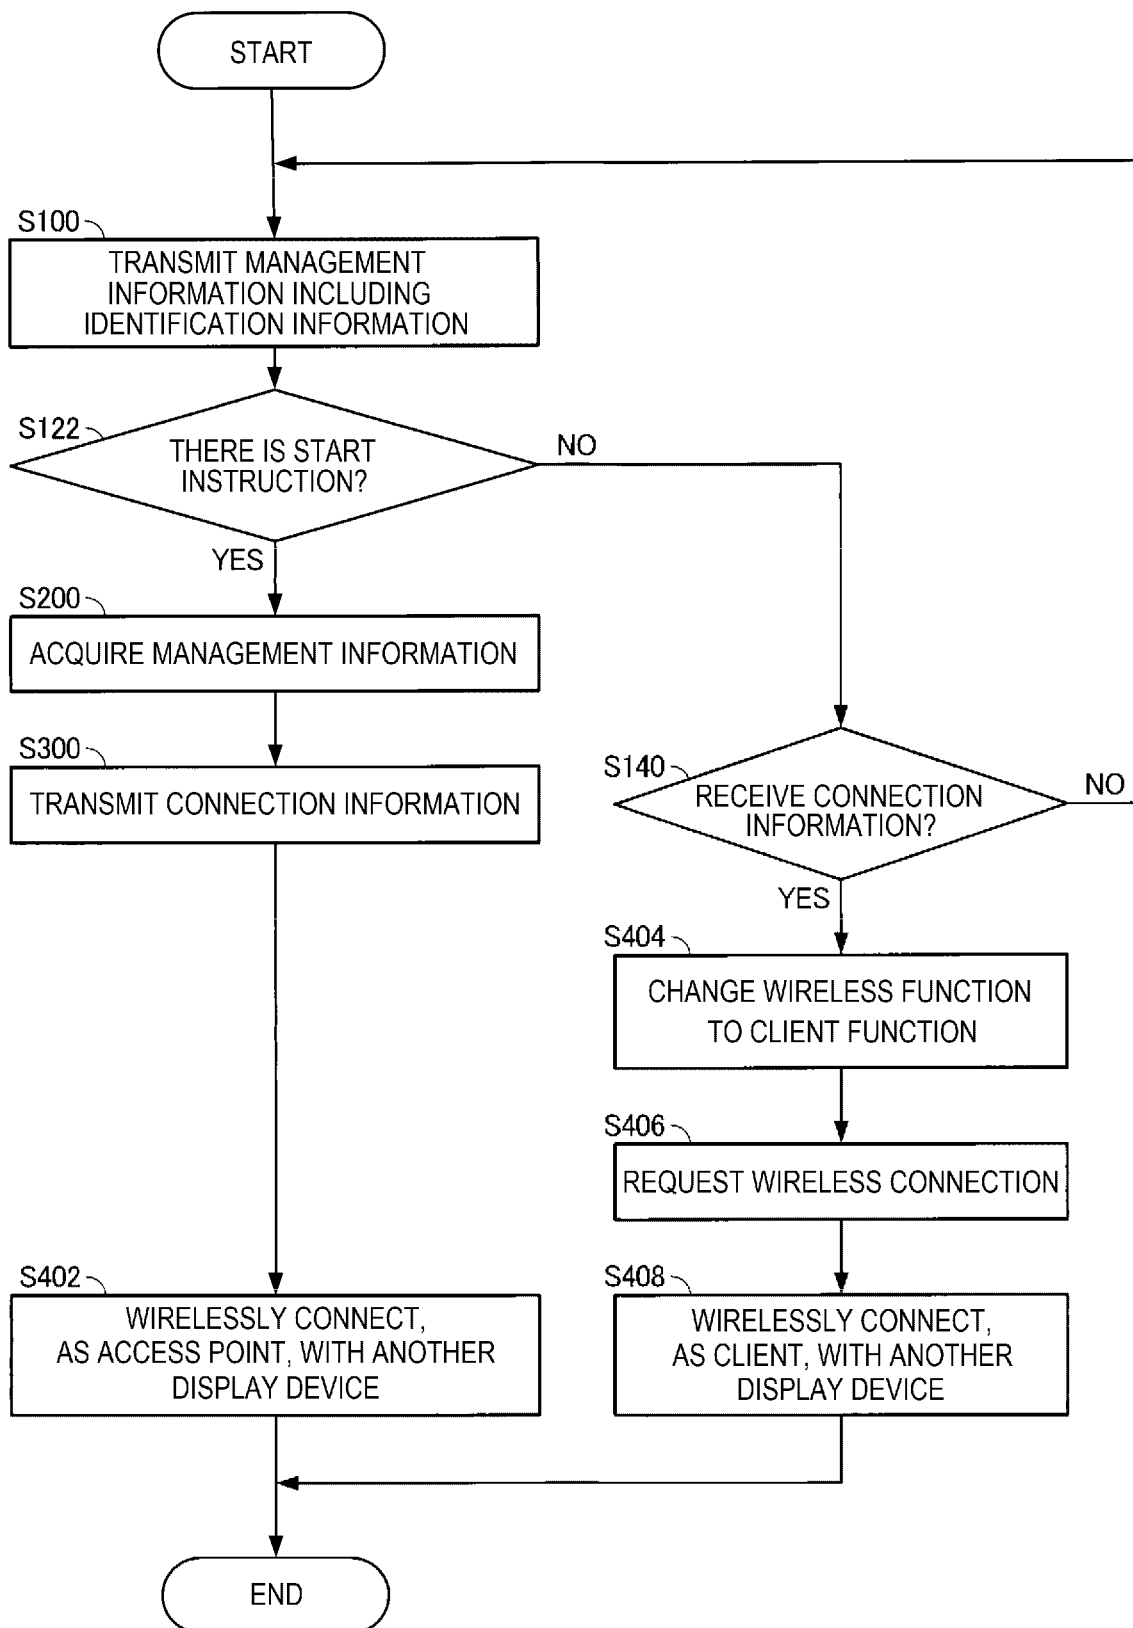 START
S100
TRANSMIT MANAGEMENT
INFORMATION INCLUDING
IDENTIFICATION INFORMATION
S122
THERE IS START
INSTRUCTION?
NO
YES
S200
ACQUIRE MANAGEMENT INFORMATION
S300
TRANSMIT CONNECTION INFORMATION
S140
RECEIVE CONNECTION
INFORMATION?
NO
YES
S404
CHANGE WIRELESS FUNCTION
TO CLIENT FUNCTION
S406
REQUEST WIRELESS CONNECTION
S402
WIRELESSLY CONNECT,
AS ACCESS POINT, WITH ANOTHER
DISPLAY DEVICE
S408
WIRELESSLY CONNECT,
AS CLIENT, WITH ANOTHER
DISPLAY DEVICE
END